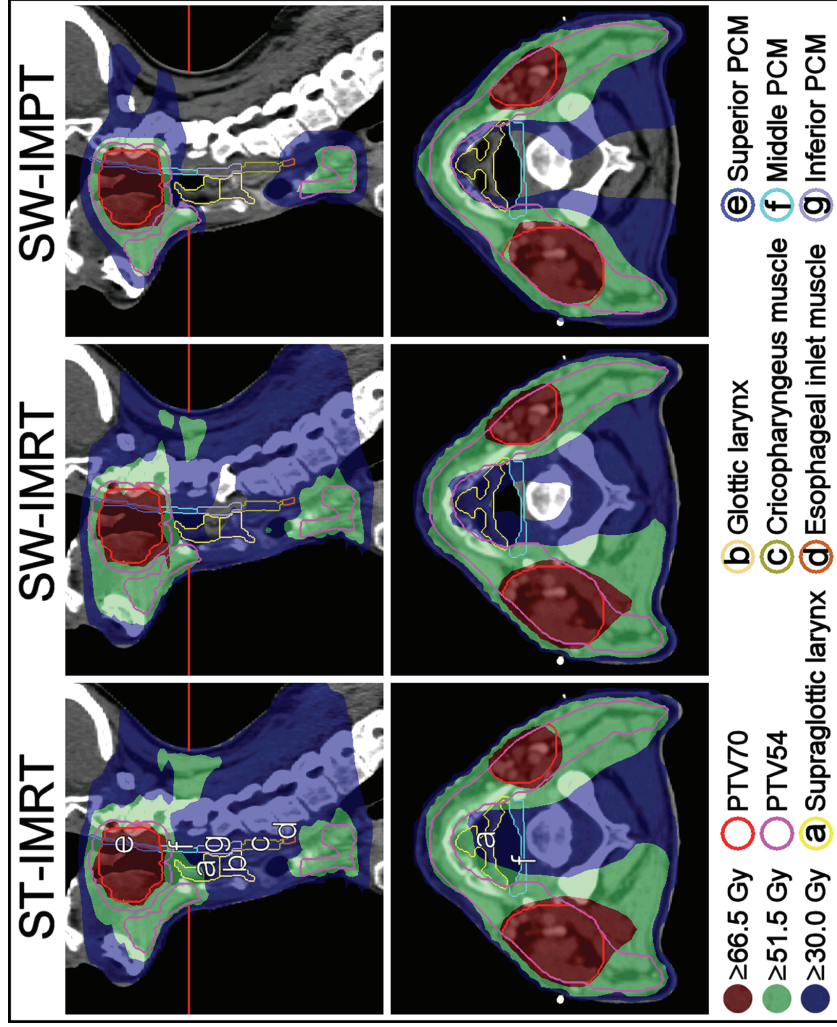 ST-IMRT
SW-IMRT
SW-IMPT
e
f
a
g
b
c
d
a
f
≥66.5 Gy
PTV70
b Glottic larynx
e Superior PCM
≥51.5 Gy
PTV54
c Cricopharyngeus muscle
f Middle PCM
≥30.0 Gy
a Supraglottic larynx
d Esophageal inlet muscle
g Inferior PCM